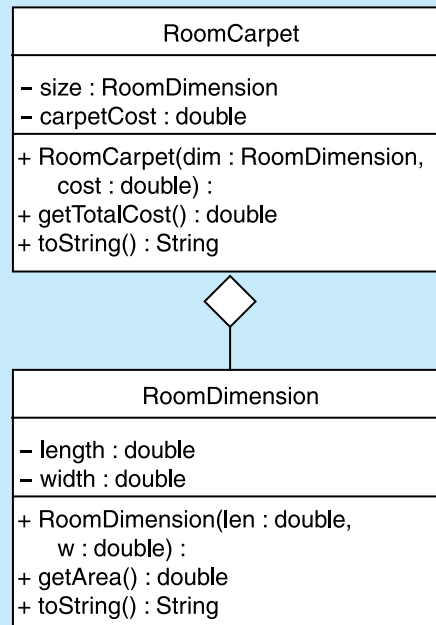 RoomCarpet
– size : RoomDimension
– carpetCost : double
+ RoomCarpet(dim : RoomDimension,
cost : double) :
+ getTotalCost() : double
+ toString() : String
RoomDimension
– length : double
– width : double
+ RoomDimension(len : double,
w : double) :
+ getArea() : double
+ toString() : String